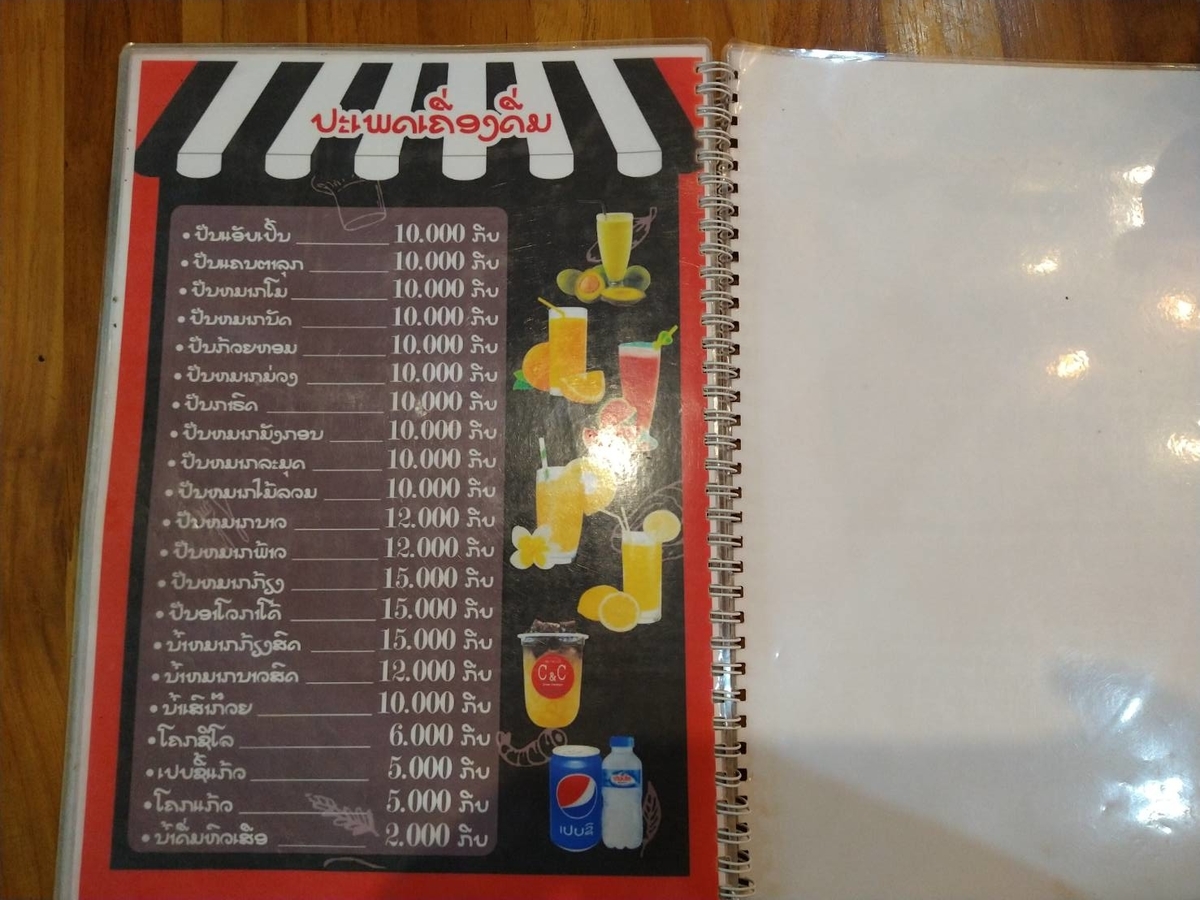 ປະເພດເຄື່ອງດື່ມ
• ປັ່ນແອັບເປິ້ນ 10.000 ກີບ
• ປັ່ນແຄນຕາລຸກ 10.000 ກີບ
• ປັ່ນຫມາກໂມ 10.000 ກີບ
• ປັ່ນຫມາກນັດ 10.000 ກີບ
• ປັ່ນກ້ວຍຫອມ 10.000 ກີບ
• ປັ່ນຫມາກມ່ວງ 10.000 ກີບ
• ປັ່ນກາຣົດ 10.000 ກີບ
• ປັ່ນຫມາກມັງກອນ 10.000 ກີບ
• ປັ່ນຫມາກລະມຸດ 10.000 ກີບ
• ປັ່ນຫມາກໄມ້ລວມ 10.000 ກີບ
• ປັ່ນຫມາກນາວ 12.000 ກີບ
• ປັ່ນຫມາກພ້າວ 12.000 ກີບ
• ປັ່ນຫມາກກ້ຽງ 15.000 ກີບ
• ປັ່ນອາໂວກາໂດ້ 15.000 ກີບ
• ນ້ຳຫມາກກ້ຽງສົດ 15.000 ກີບ
• ນ້ຳຫມາກນາວສົດ 12.000 ກີບ
• ນ້ຳເສົາກ໊ວຍ 10.000 ກີບ
• ໂຄກຊີໂລ 6.000 ກີບ
• ເປບຊີ້ແກ້ວ 5.000 ກີບ
• ໂຄກແກ້ວ 5.000 ກີບ
• ນ້ຳດື່ມຫົວເສືອ 2.000 ກີບ
C&C
ເປບຊີ